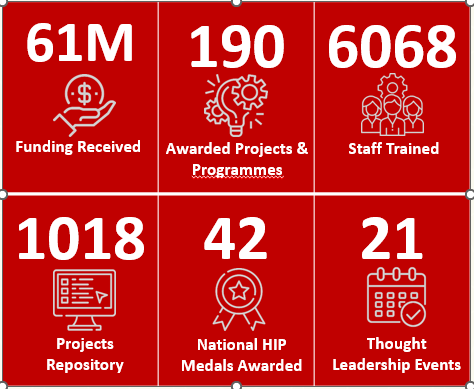 61M
Funding Received
190
Awarded Projects &
Programmes
6068
Staff Trained
1018
Projects
Repository
42
National HIP
Medals Awarded
21
Thought
Leadership Events